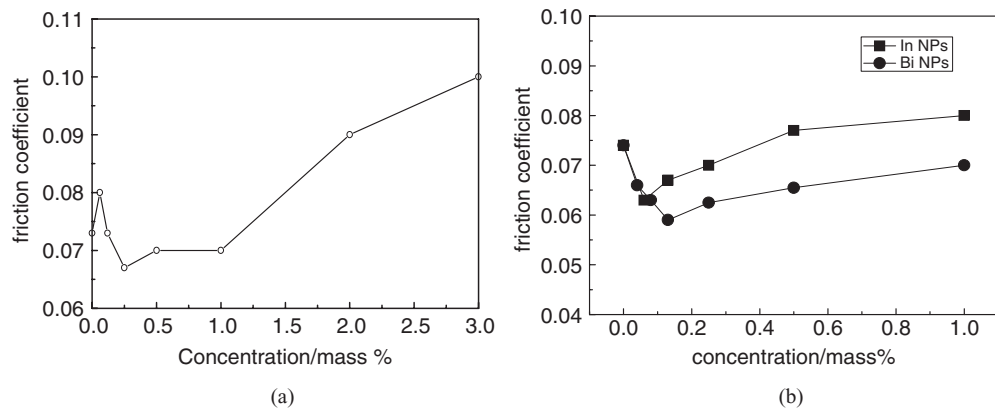 0.11
0.10
0.09
0.08
0.07
0.06
friction coefficient
0.0 0.5 1.0 1.5 2.0 2.5 3.0
Concentration/mass %
(a)
0.10
0.09
0.08
0.07
0.06
0.05
0.04
friction coefficient
In NPs
Bi NPs
0.0 0.2 0.4 0.6 0.8 1.0
concentration/mass%
(b)